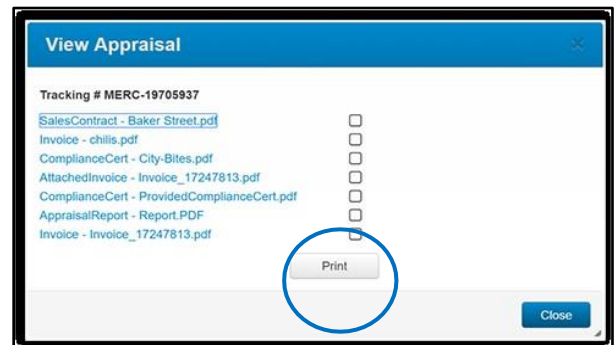 View Appraisal
Tracking # MERC-19705937
SalesContract - Baker Street.pdf
Invoice - chilis.pdf
ComplianceCert - City-Bites.pdf
AttachedInvoice - Invoice_17247813.pdf
ComplianceCert - ProvidedComplianceCert.pdf
AppraisalReport - Report.PDF
Invoice - Invoice_17247813.pdf
Print
Close